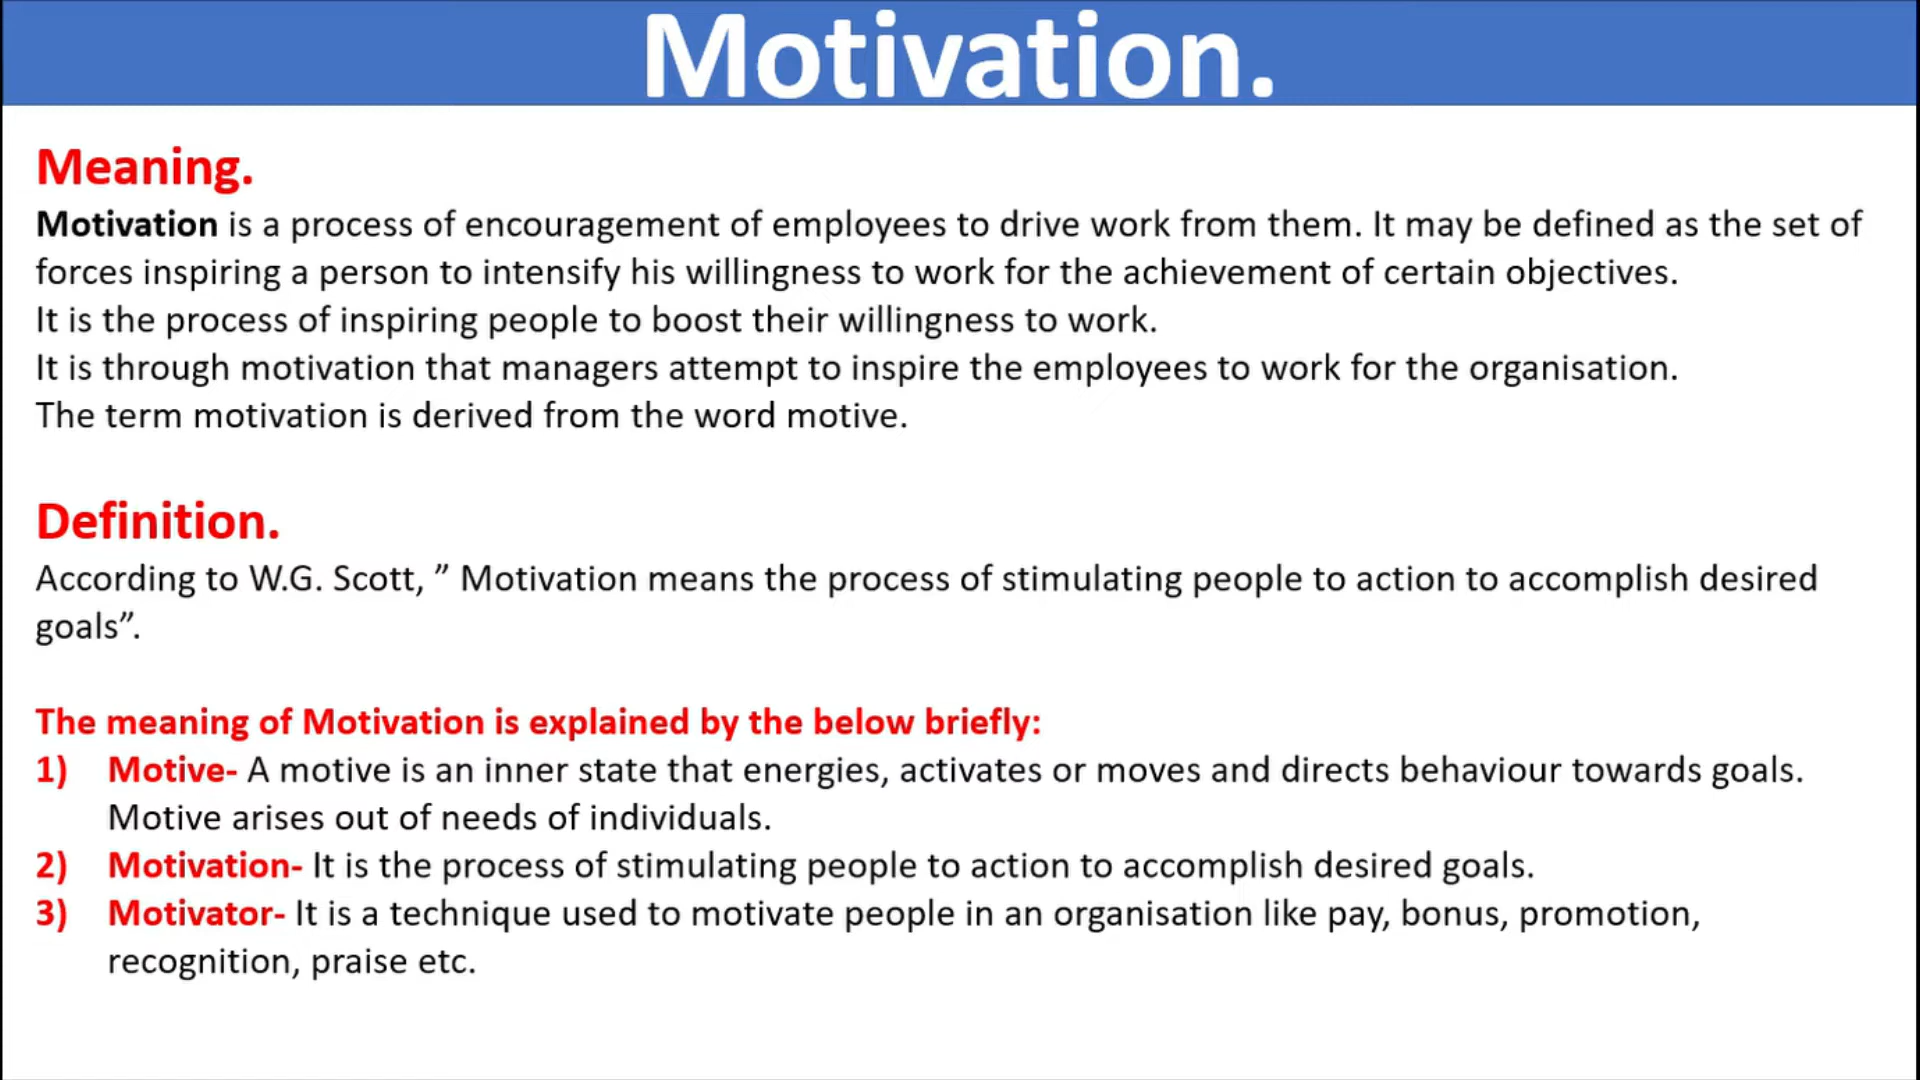 Motivation.
Meaning.
Motivation is a process of encouragement of employees to drive work from them. It may be defined as the set of
forces inspiring a person to intensify his willingness to work for the achievement of certain objectives.
It is the process of inspiring people to boost their willingness to work.
It is through motivation that managers attempt to inspire the employees to work for the organisation.
The term motivation is derived from the word motive.
Definition.
According to W.G. Scott, ” Motivation means the process of stimulating people to action to accomplish desired
goals”.
The meaning of Motivation is explained by the below briefly:
1) Motive- A motive is an inner state that energies, activates or moves and directs behaviour towards goals.
Motive arises out of needs of individuals.
2) Motivation- It is the process of stimulating people to action to accomplish desired goals.
3) Motivator- It is a technique used to motivate people in an organisation like pay, bonus, promotion,
recognition, praise etc.